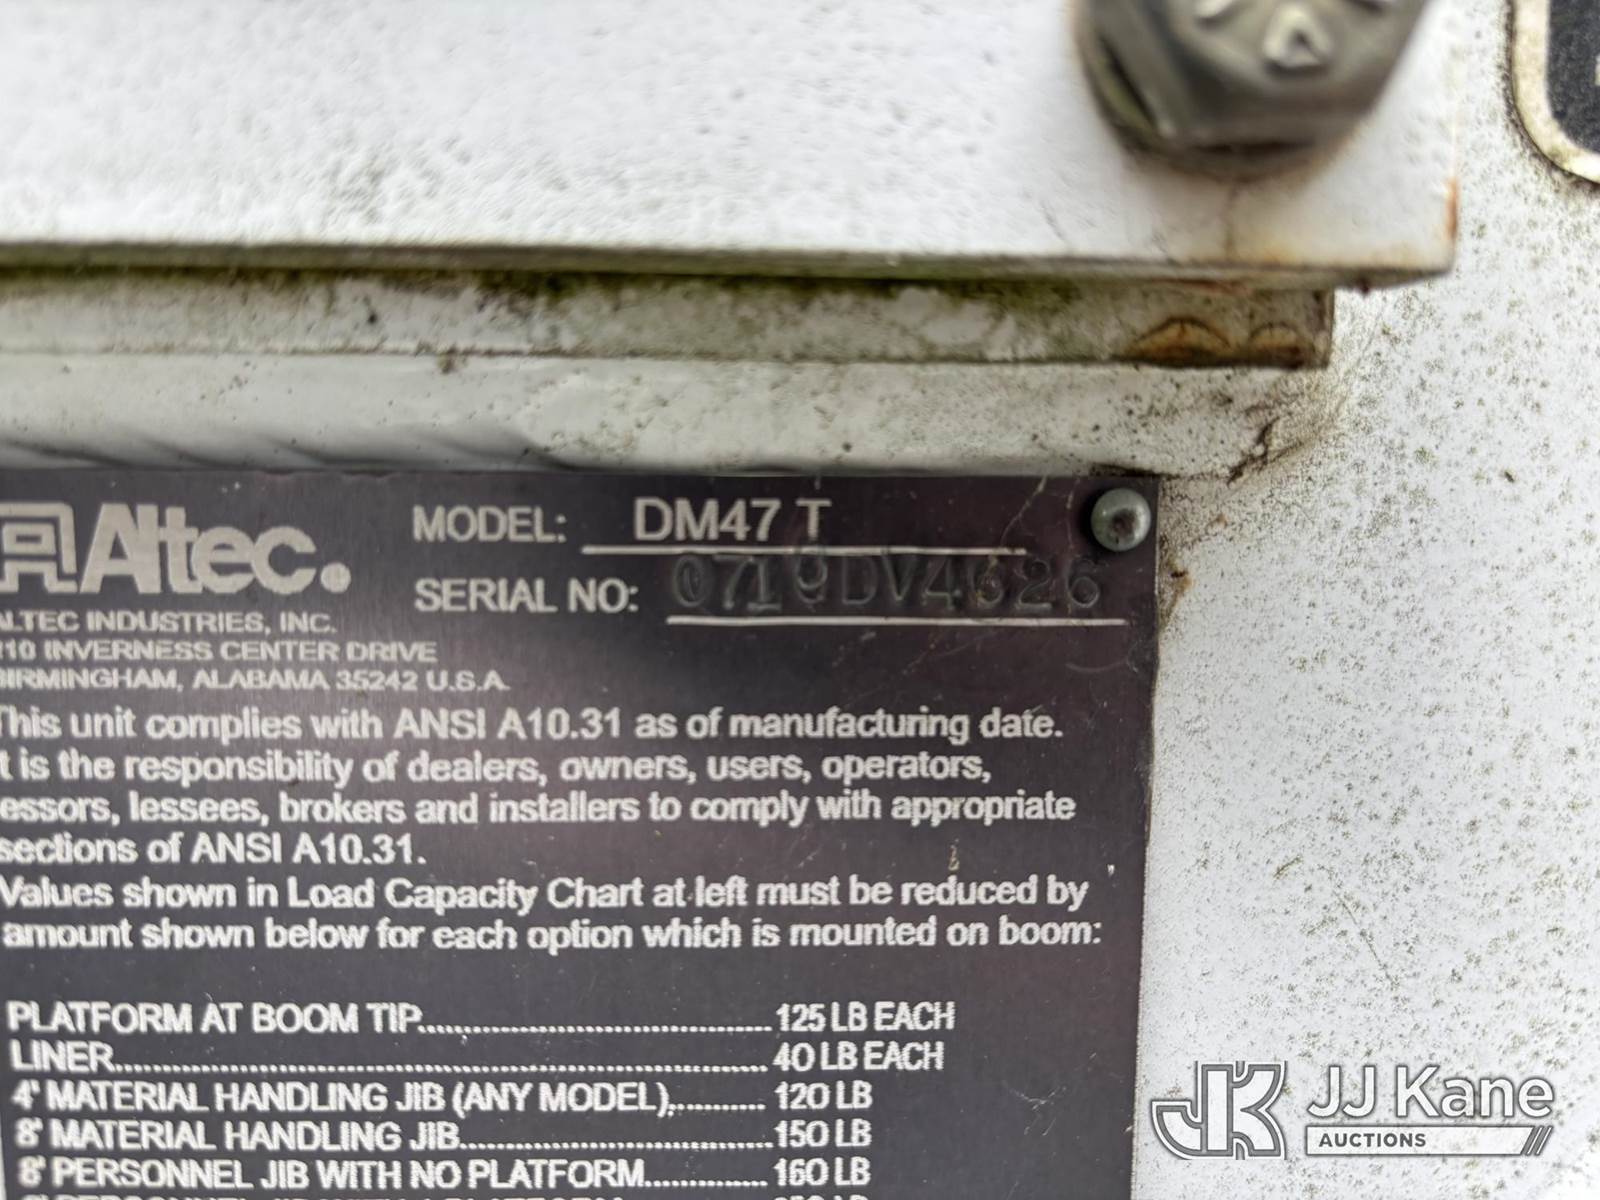 Altec.
MODEL: DM47 T
SERIAL NO: 0710DV4626
ALTEC INDUSTRIES, INC.
210 INVERNESS CENTER DRIVE
BIRMINGHAM, ALABAMA 35242 U.S.A.
This unit complies with ANSI A10.31 as of manufacturing date.
It is the responsibility of dealers, owners, users, operators,
lessors, lessees, brokers and installers to comply with appropriate
sections of ANSI A10.31.
Values shown in Load Capacity Chart at left must be reduced by
amount shown below for each option which is mounted on boom:
PLATFORM AT BOOM TIP.......... 125 LB EACH
LINER.......... 40 LB EACH
4' MATERIAL HANDLING JIB (ANY MODEL).......... 120 LB
8' MATERIAL HANDLING JIB.......... 150 LB
8' PERSONNEL JIB WITH NO PLATFORM.......... 160 LB
JJ Kane
AUCTIONS